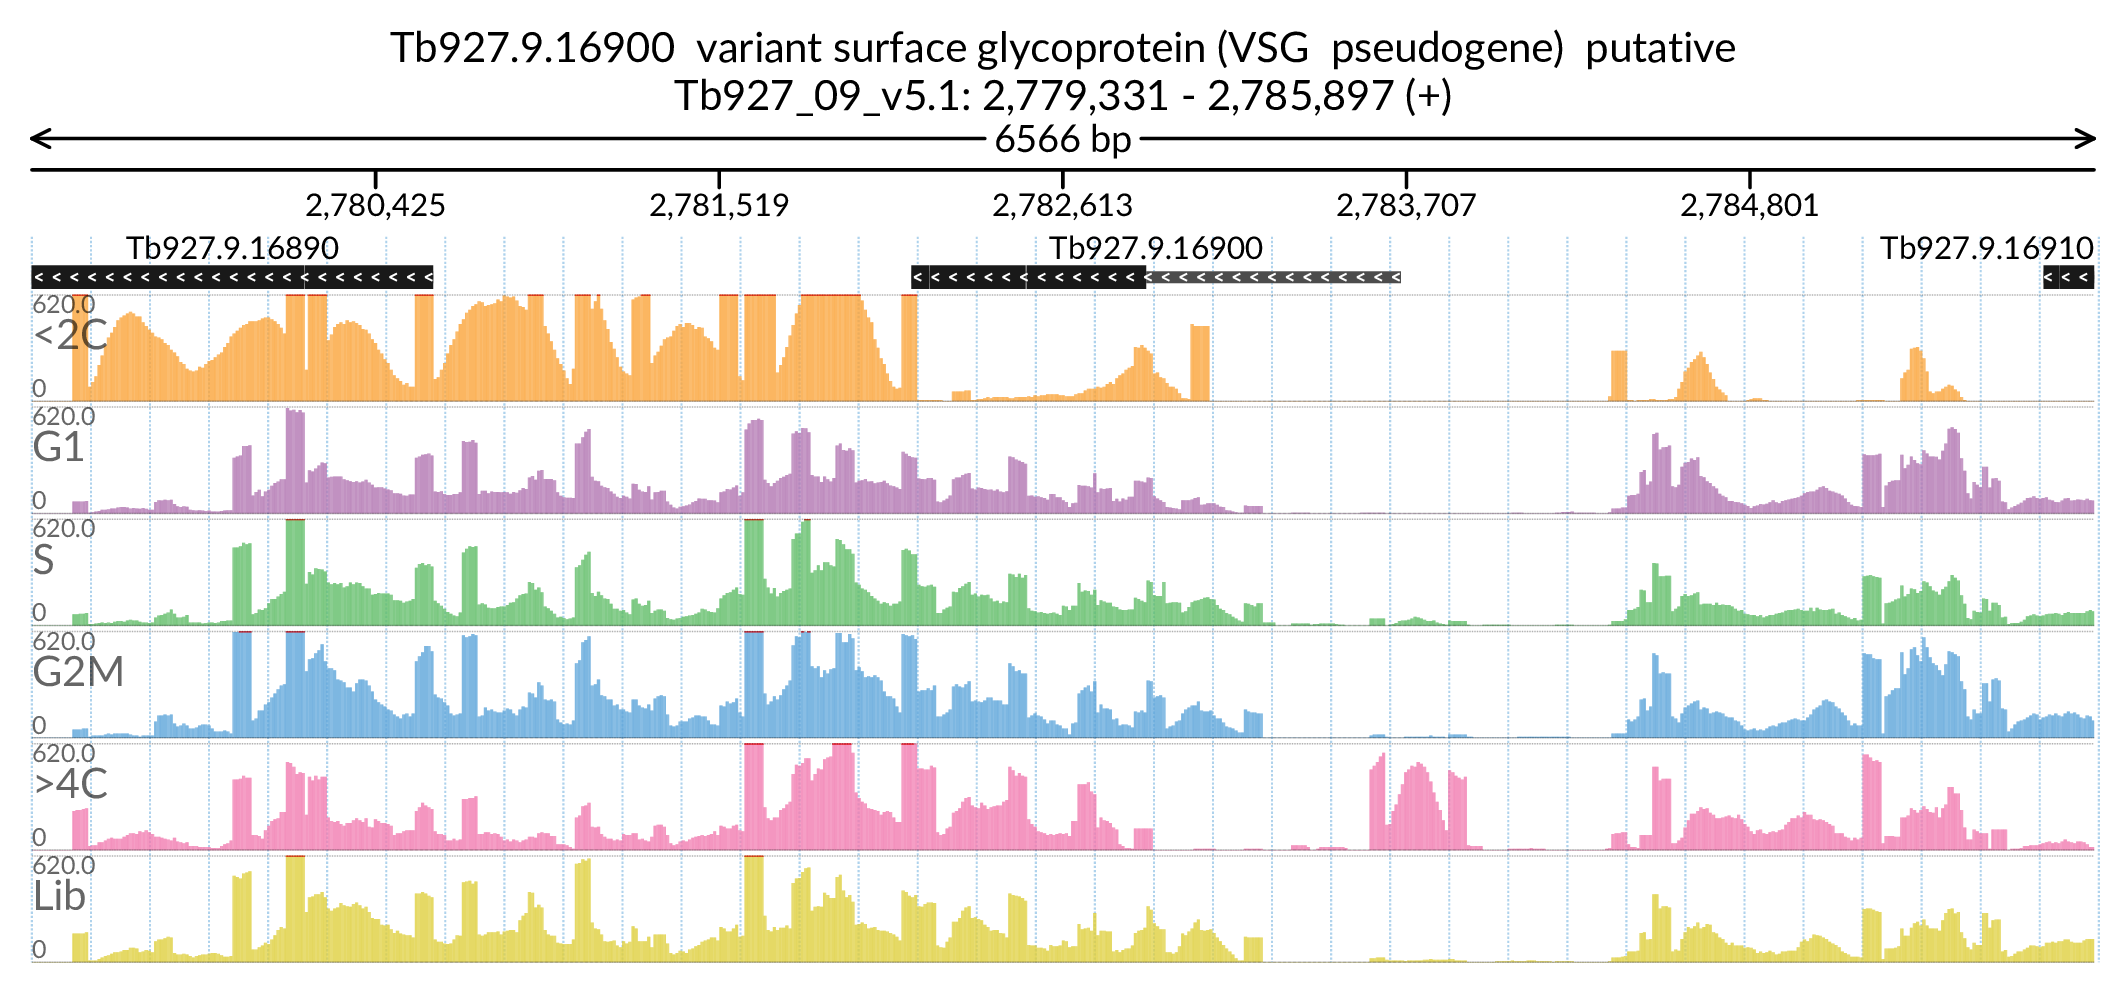 Tb927.9.16900  variant surface glycoprotein (VSG  pseudogene)  putative
Tb927_09_v5.1: 2,779,331 - 2,785,897 (+)
6566 bp
2,780,425 2,781,519 2,782,613 2,783,707 2,784,801
Tb927.9.16890 Tb927.9.16900 Tb927.9.16910
620.0
<2C
0
620.0
G1
0
620.0
S
0
620.0
G2M
0
620.0
>4C
0
620.0
Lib
0